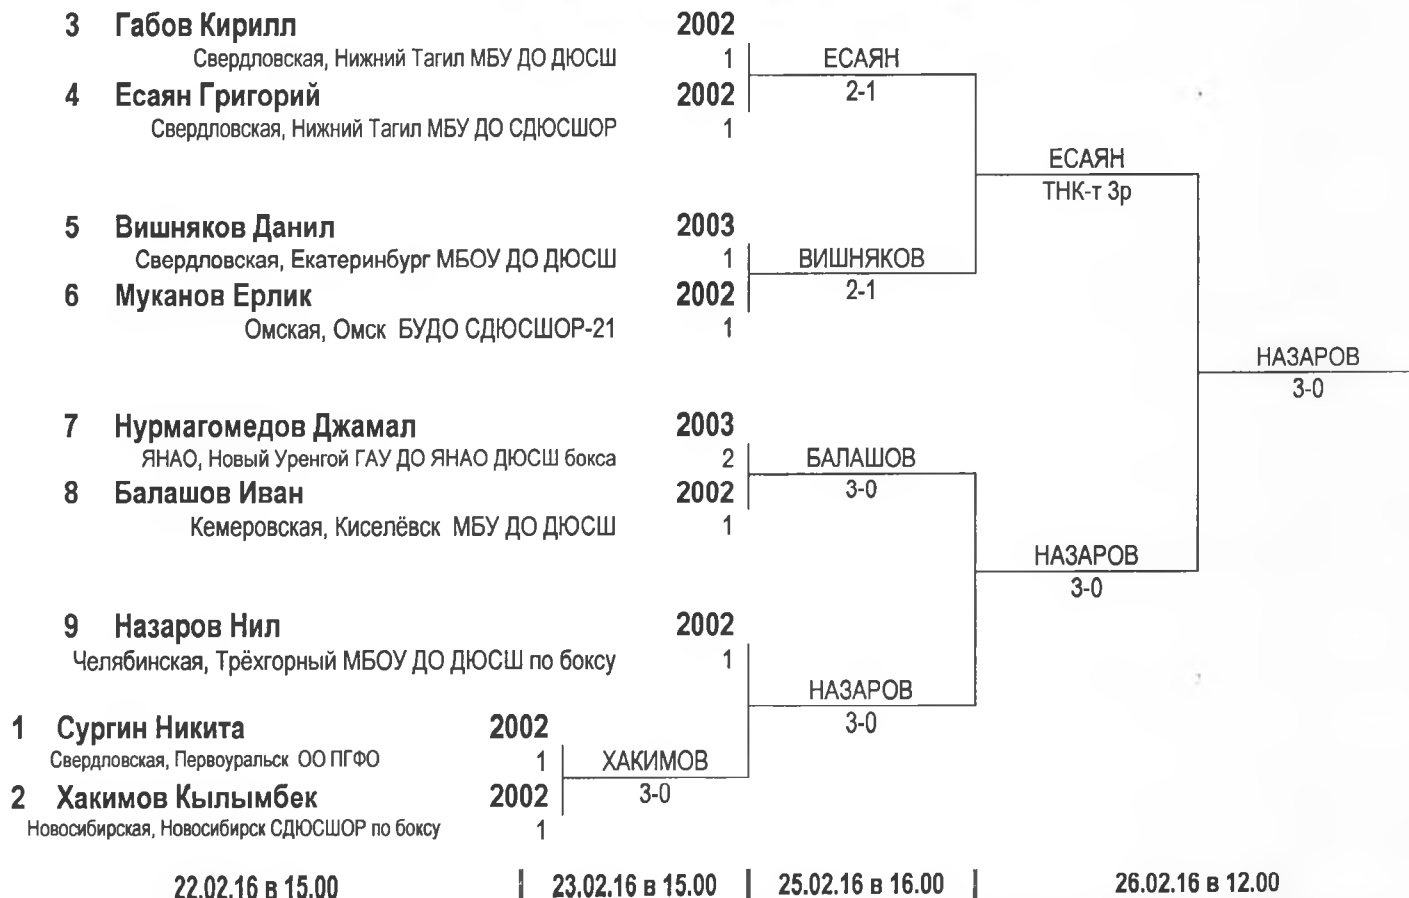 3 Габов Кирилл 2002
Свердловская, Нижний Тагил МБУ ДО ДЮСШ 1
ЕСАЯН
2-1
4 Есаян Григорий 2002
Свердловская, Нижний Тагил МБУ ДО СДЮСШОР 1
ЕСАЯН
ТНК-т 3р
5 Вишняков Данил 2003
Свердловская, Екатеринбург МБОУ ДО ДЮСШ 1
ВИШНЯКОВ
2-1
6 Муканов Ерлик 2002
Омская, Омск БУДО СДЮСШОР-21 1
НАЗАРОВ
3-0
7 Нурмагомедов Джамал 2003
ЯНАО, Новый Уренгой ГАУ ДО ЯНАО ДЮСШ бокса 2
БАЛАШОВ
3-0
8 Балашов Иван 2002
Кемеровская, Киселёвск МБУ ДО ДЮСШ 1
НАЗАРОВ
3-0
9 Назаров Нил 2002
Челябинская, Трёхгорный МБОУ ДО ДЮСШ по боксу 1
НАЗАРОВ
3-0
1 Сургин Никита 2002
Свердловская, Первоуральск ОО ПГФО 1
ХАКИМОВ
3-0
2 Хакимов Кылымбек 2002
Новосибирская, Новосибирск СДЮСШОР по боксу 1
22.02.16 в 15.00 23.02.16 в 15.00 25.02.16 в 16.00 26.02.16 в 12.00